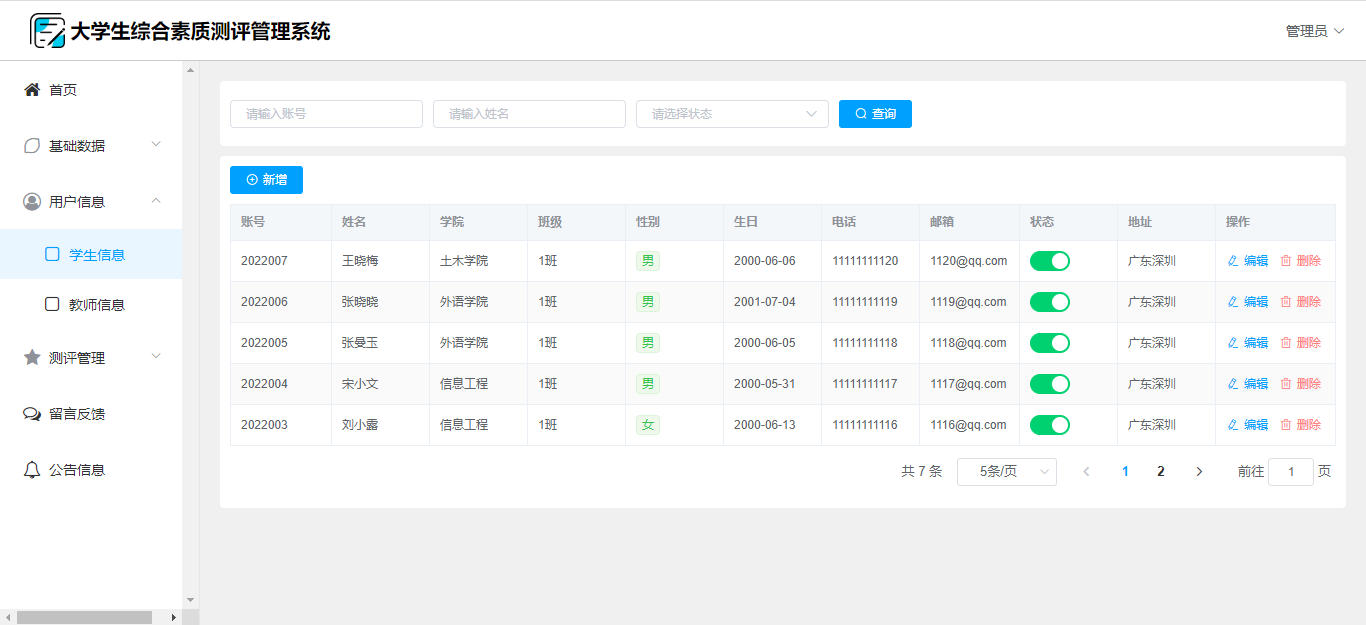 大学生综合素质测评管理系统
管理员
首页
基础数据
用户信息
学生信息
教师信息
测评管理
留言反馈
公告信息
请输入账号 请输入姓名 请选择状态 查询
新增
账号 姓名 学院 班级 性别 生日 电话 邮箱 状态 地址 操作
2022007 王晓梅 土木学院 1班 男 2000-06-06 11111111120 1120@qq.com 广东深圳 编辑 删除
2022006 张晓晓 外语学院 1班 男 2001-07-04 11111111119 1119@qq.com 广东深圳 编辑 删除
2022005 张曼玉 外语学院 1班 男 2000-06-05 11111111118 1118@qq.com 广东深圳 编辑 删除
2022004 宋小文 信息工程 1班 男 2000-05-31 11111111117 1117@qq.com 广东深圳 编辑 删除
2022003 刘小露 信息工程 1班 女 2000-06-13 11111111116 1116@qq.com 广东深圳 编辑 删除
共 7 条 5条/页 1 2 前往 1 页